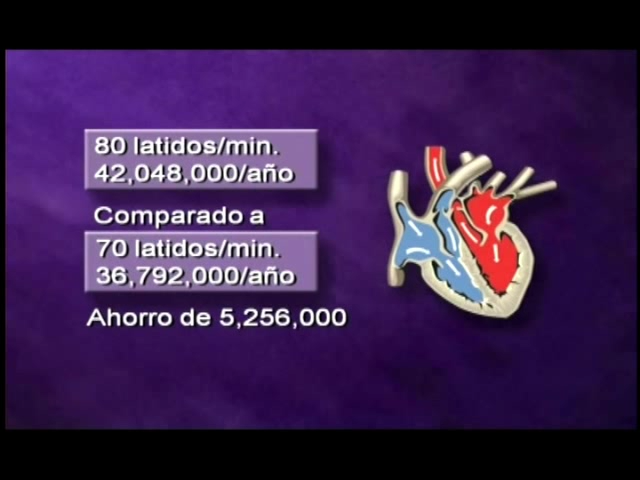 80 latidos/min.
42,048,000/año
Comparado a
70 latidos/min.
36,792,000/año
Ahorro de 5,256,000